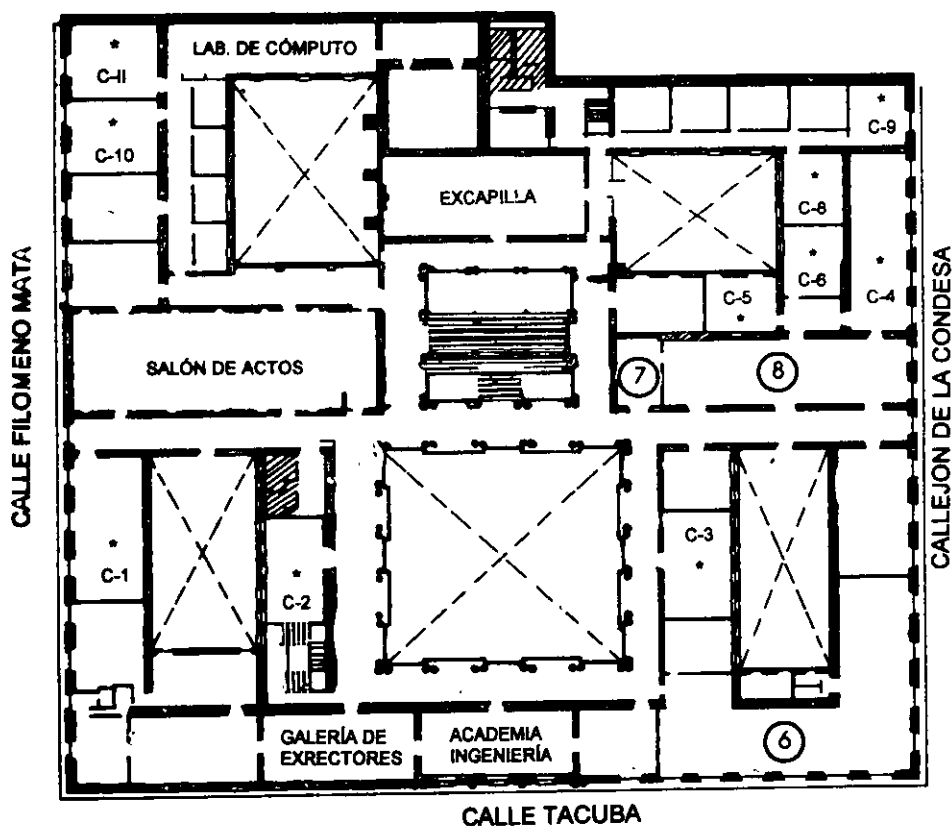 LAB. DE CÓMPUTO
C-II
C-10
C-9
EXCAPILLA
C-8
C-6
C-5
C-4
SALÓN DE ACTOS
7
8
CALLE FILOMENO MATA
CALLEJON DE LA CONDESA
C-1
C-2
C-3
GALERÍA DE
EXRECTORES
ACADEMIA
INGENIERÍA
6
CALLE TACUBA